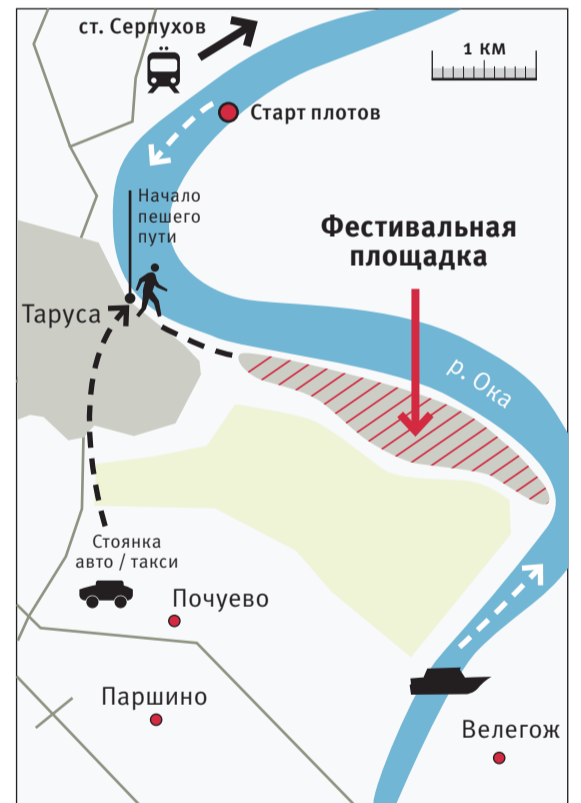 ст. Серпухов
1 км
Старт плотов
Начало
пешего
пути
Фестивальная
площадка
Таруса
р. Ока
Стоянка
авто / такси
Почуево
Паршино
Велегож